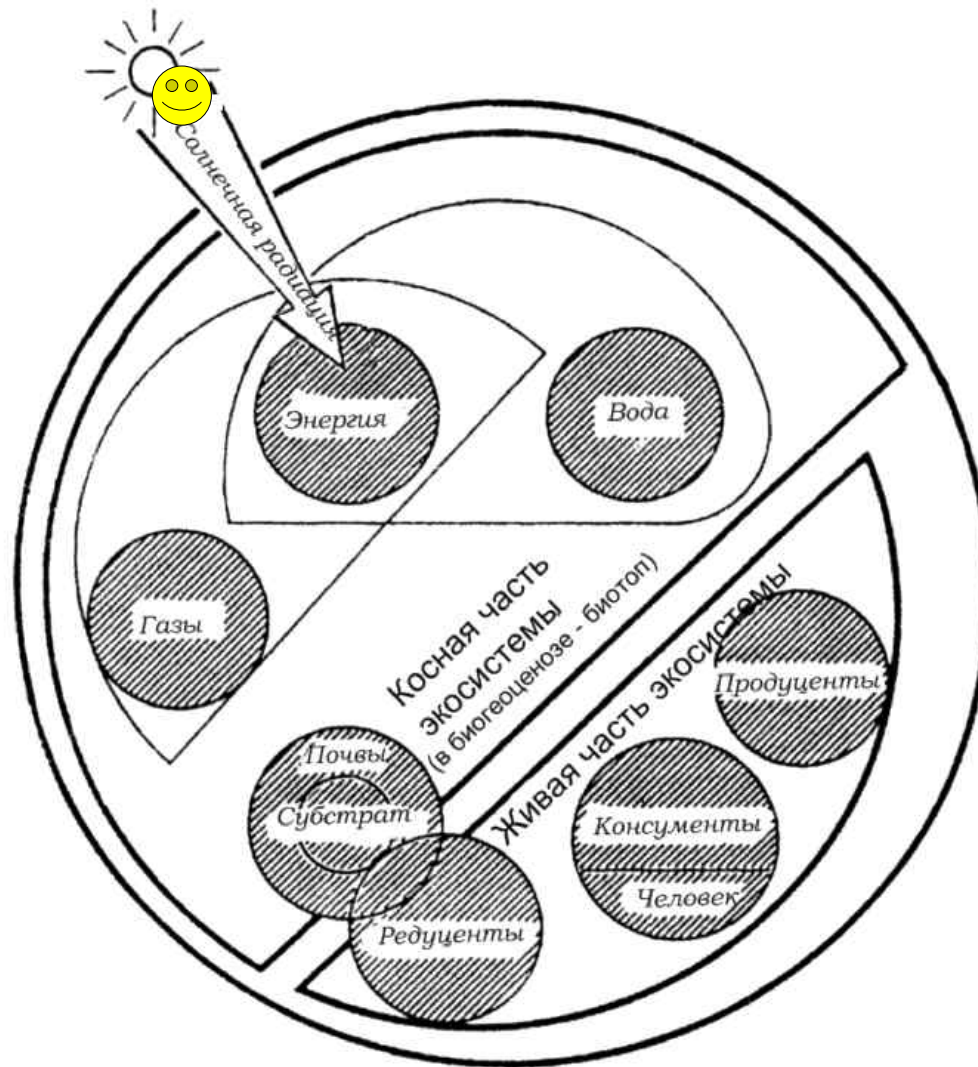 Солнечная радиация
Энергия
Вода
Газы
Косная часть
экосистемы
(в биогеоценозе - биотоп)
Живая часть экосистемы
Продуценты
Почвы
Субстрат
Консументы
Человек
Редуценты